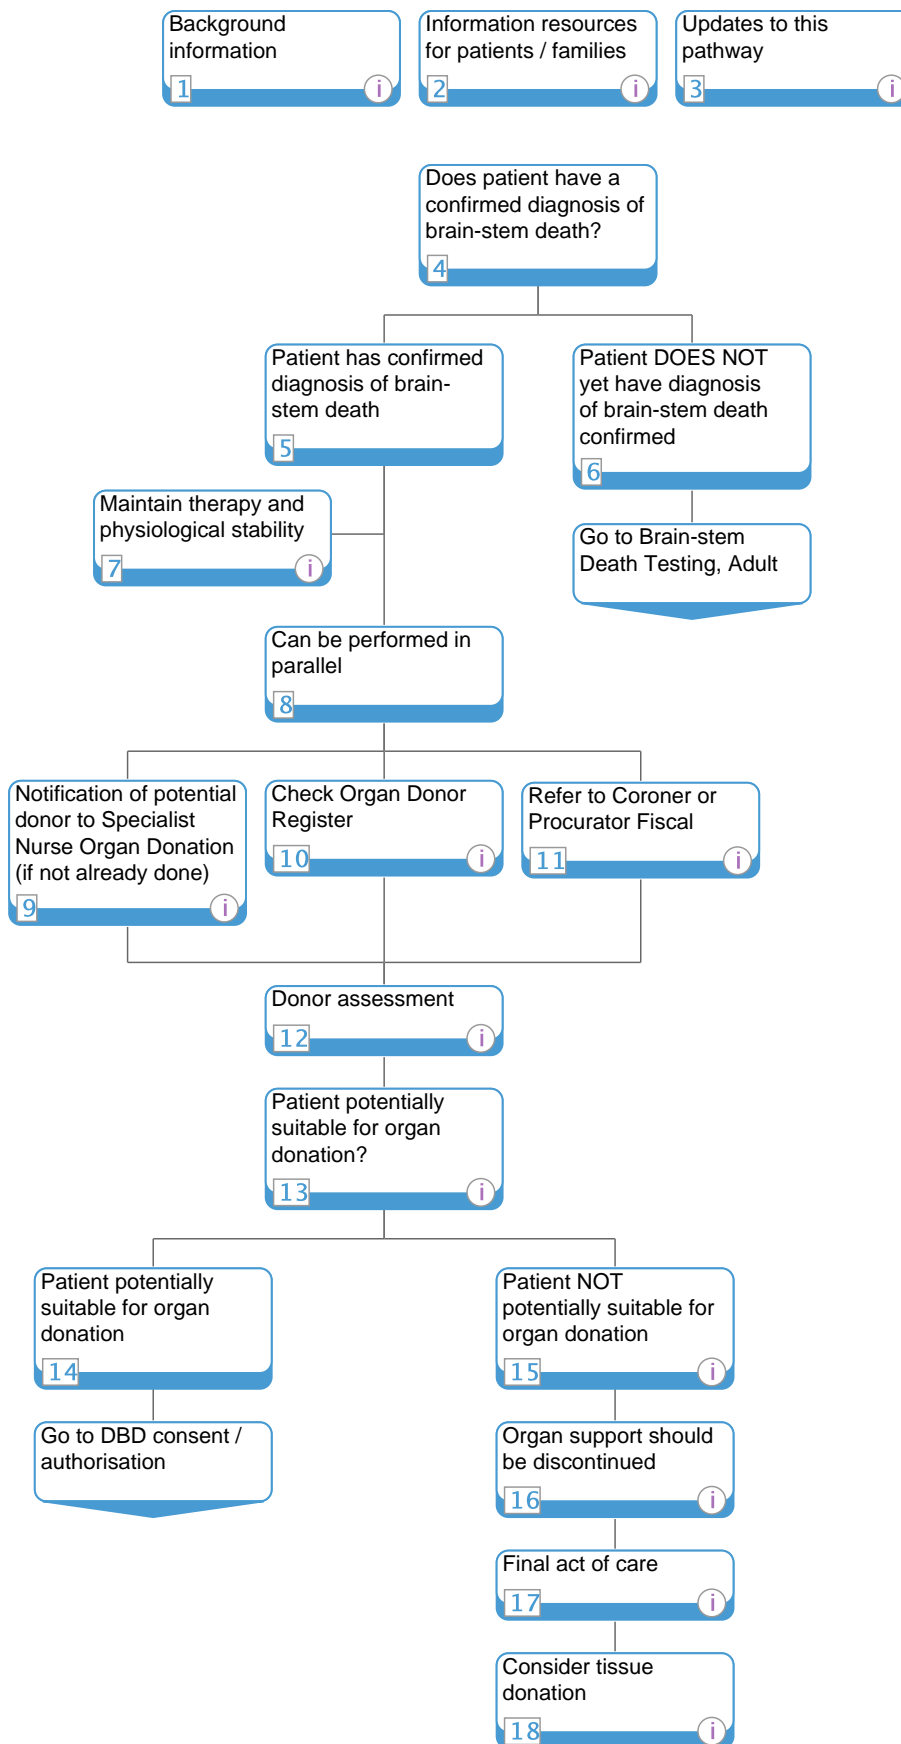 Background
information
1
i
Information resources
for patients / families
2
i
Updates to this
pathway
3
i
Does patient have a
confirmed diagnosis of
brain-stem death?
4
Patient has confirmed
diagnosis of brain-
stem death
5
Patient DOES NOT
yet have diagnosis
of brain-stem death
confirmed
6
Maintain therapy and
physiological stability
7
i
Go to Brain-stem
Death Testing, Adult
Can be performed in
parallel
8
Notification of potential
donor to Specialist
Nurse Organ Donation
(if not already done)
9
i
Check Organ Donor
Register
10
i
Refer to Coroner or
Procurator Fiscal
11
i
Donor assessment
12
i
Patient potentially
suitable for organ
donation?
13
i
Patient potentially
suitable for organ
donation
14
Patient NOT
potentially suitable for
organ donation
15
i
Go to DBD consent /
authorisation
Organ support should
be discontinued
16
i
Final act of care
17
i
Consider tissue
donation
18
i